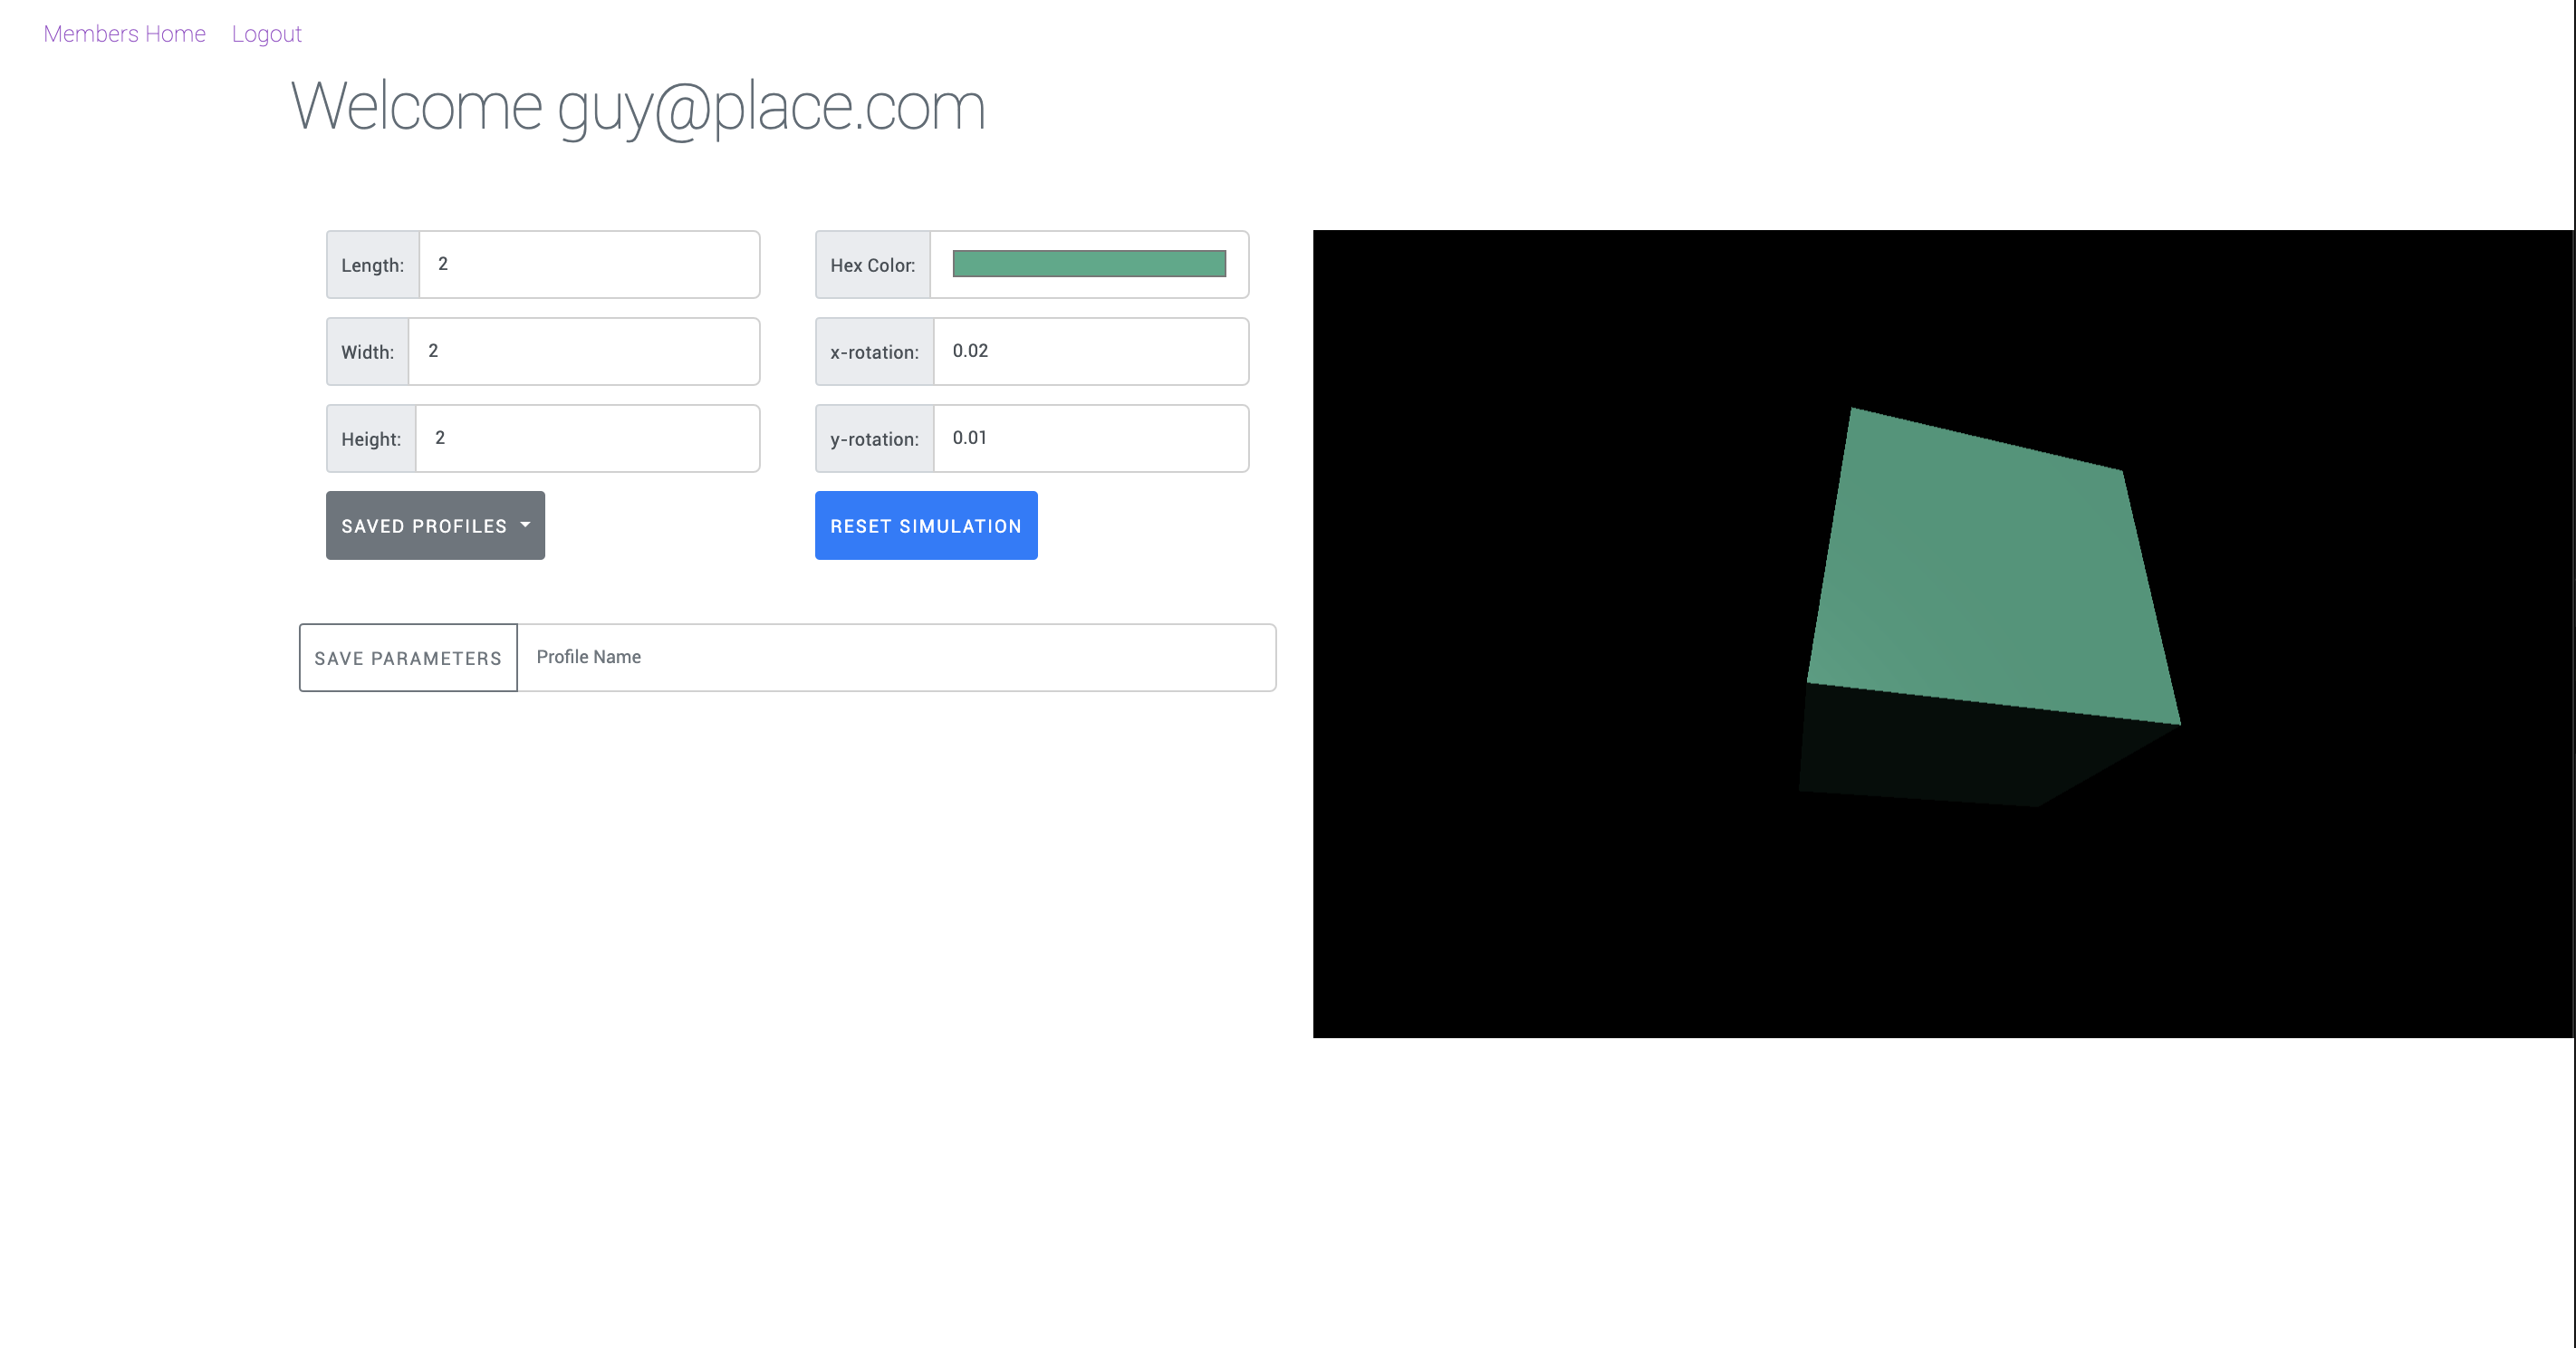 Members Home Logout
Welcome guy@place.com
Length: 2
Hex Color:
Width: 2
x-rotation: 0.02
Height: 2
y-rotation: 0.01
SAVED PROFILES
RESET SIMULATION
SAVE PARAMETERS Profile Name